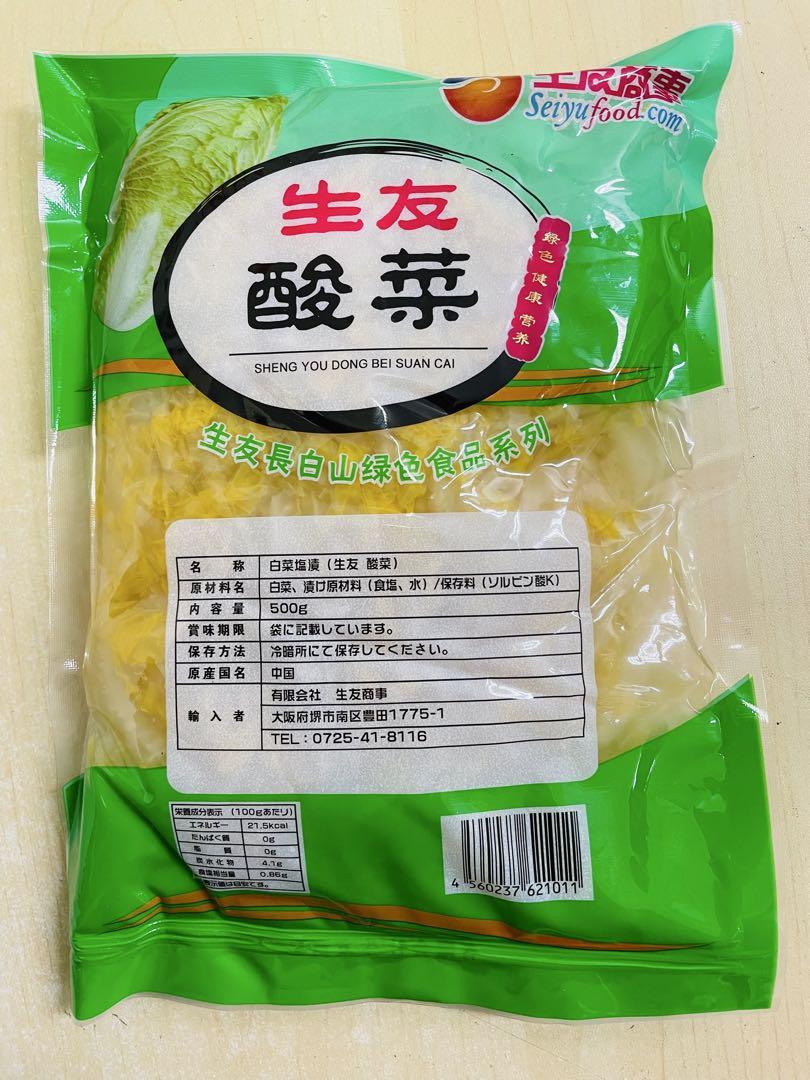 生友商事
Seiyufood.com
生友
酸菜
緑色 健康 营养
SHENG YOU DONG BEI SUAN CAI
生友長白山绿色食品系列
名称 白菜塩漬（生友 酸菜）
原材料名 白菜、漬け原材料（食塩、水）/保存料（ソルビン酸K）
内容量 500g
賞味期限 袋に記載しています。
保存方法 冷暗所にて保存してください。
原産国名 中国
輸入者 有限会社 生友商事
大阪府堺市南区豊田1775-1
TEL：0725-41-8116
栄養成分表示（100gあたり）
エネルギー 21.5kcal
たんぱく質 0g
脂質 0g
炭水化物 4.1g
食塩相当量 0.86g
表示値は目安です。
4 560237 621011